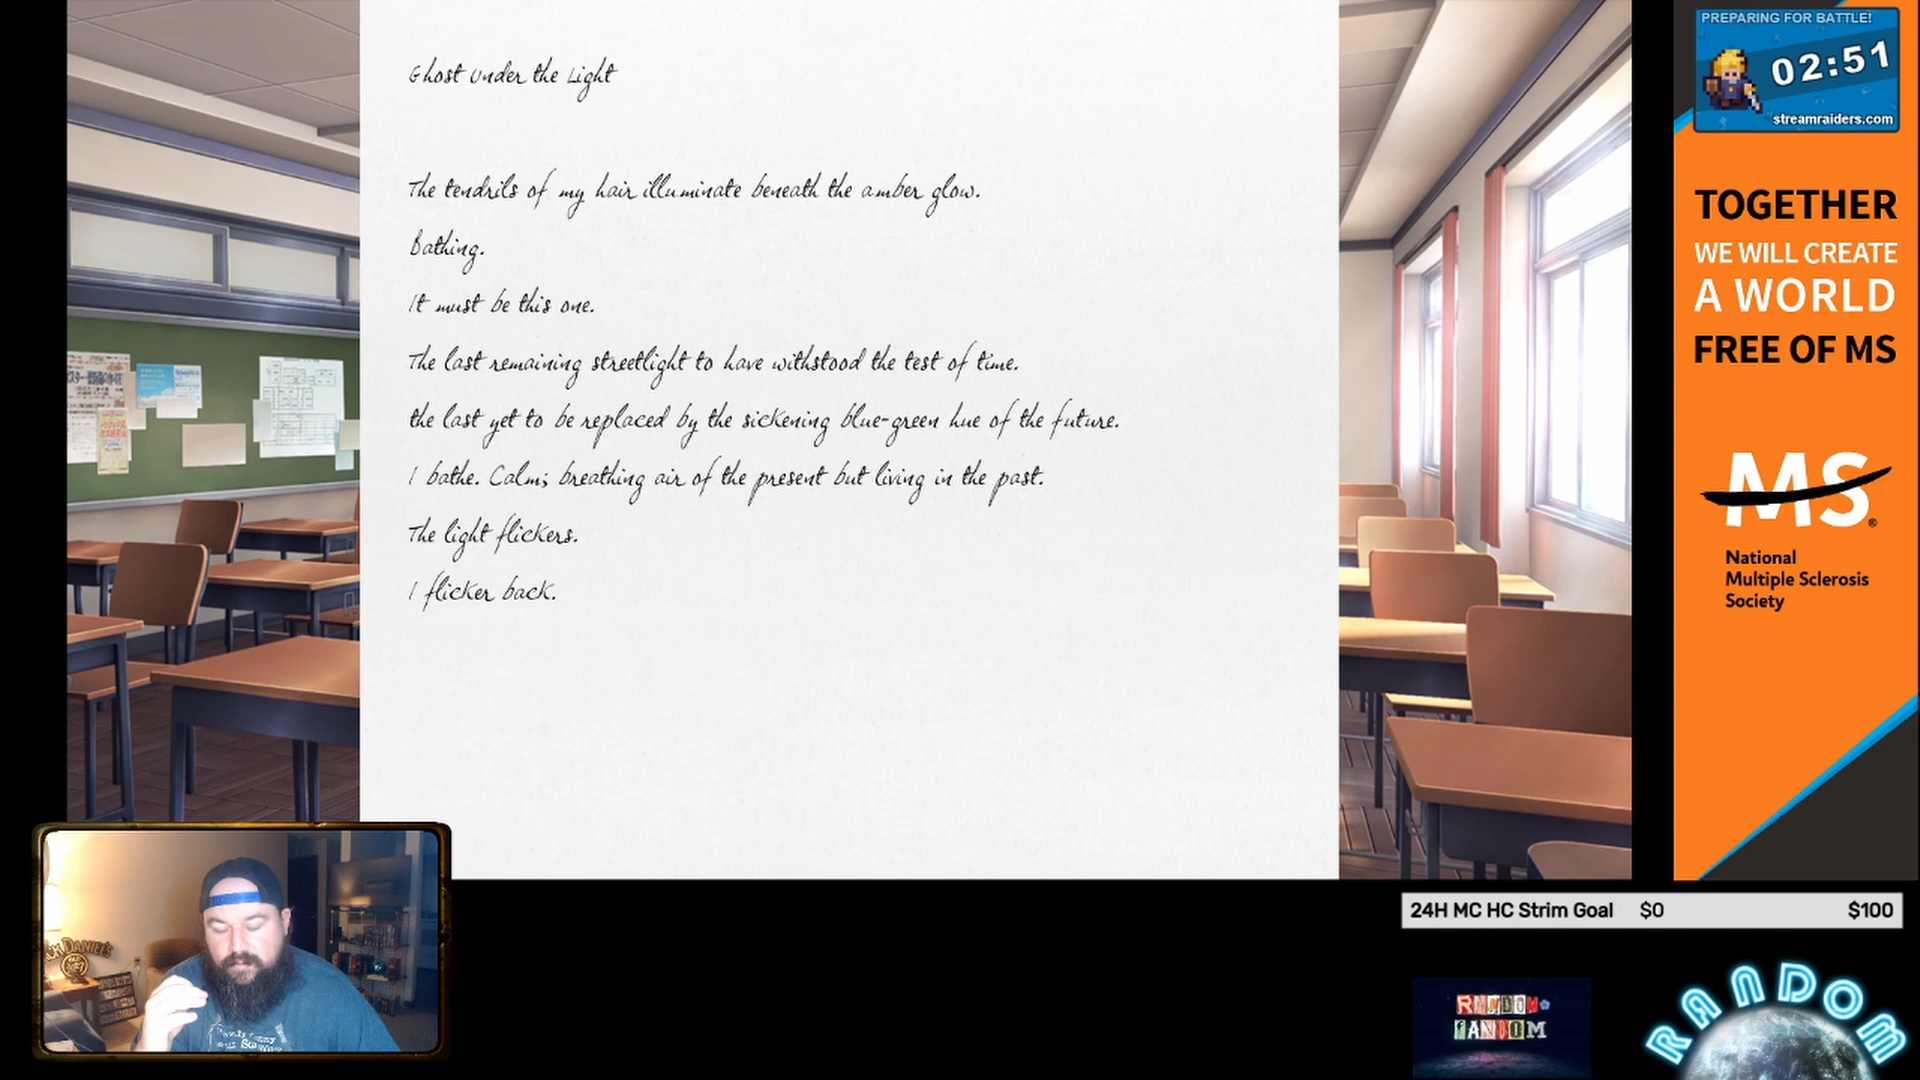 Ghost Under the Light
The tendrils of my hair illuminate beneath the amber glow.
Bathing.
It must be this one.
The last remaining streetlight to have withstood the test of time.
the last yet to be replaced by the sickening blue-green hue of the future.
I bathe. Calm; breathing air of the present but living in the past.
The light flickers.
I flicker back.
PREPARING FOR BATTLE!
02:51
streamraiders.com
TOGETHER
WE WILL CREATE
A WORLD
FREE OF MS
MS
National
Multiple Sclerosis
Society
24H MC HC Strim Goal $0 $100
RANDOM
FANDOM
RANDOM